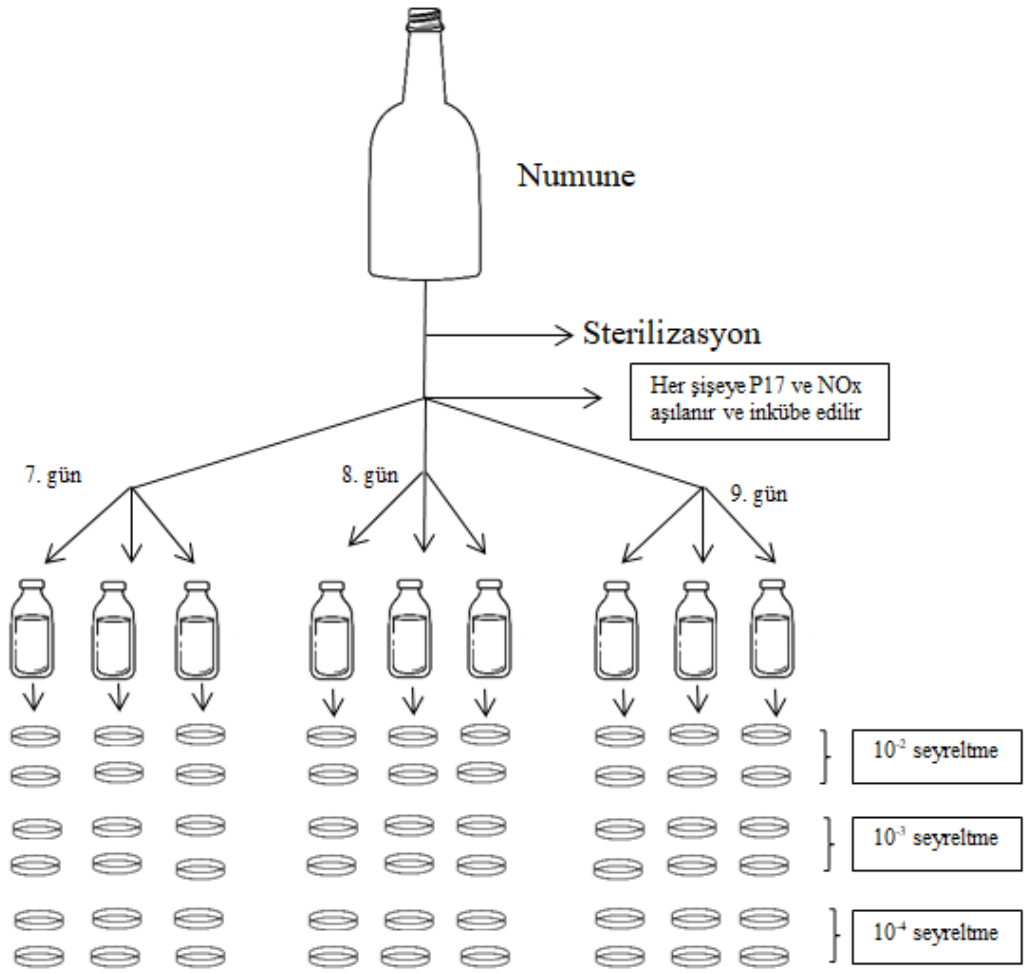 Numune
Sterilizasyon
Her şişeye P17 ve NOx
aşılanır ve inkübe edilir
7. gün
8. gün
9. gün
10⁻² seyreltme
10⁻³ seyreltme
10⁻⁴ seyreltme